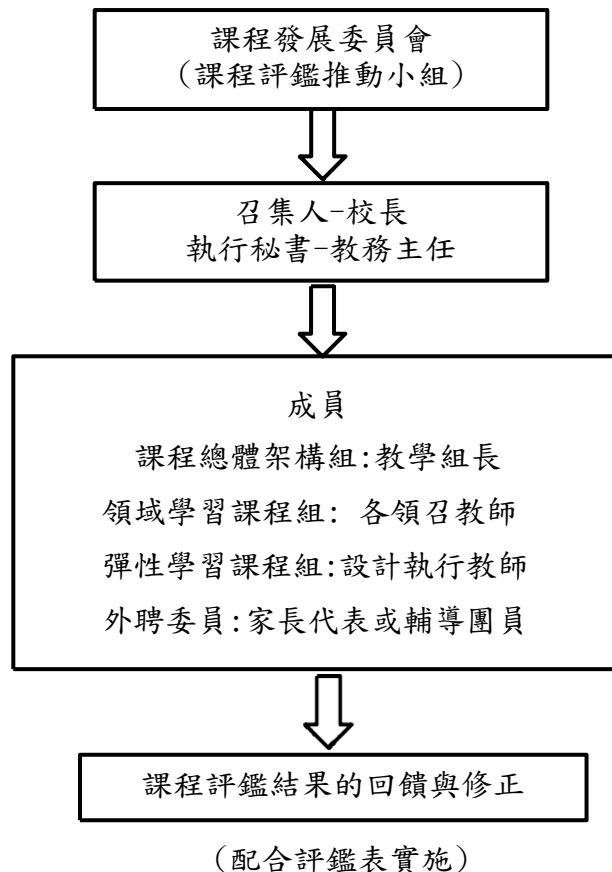 課程發展委員會
(課程評鑑推動小組)
召集人-校長
執行秘書-教務主任
成員
課程總體架構組:教學組長
領域學習課程組: 各領召教師
彈性學習課程組:設計執行教師
外聘委員:家長代表或輔導團員
課程評鑑結果的回饋與修正
(配合評鑑表實施)